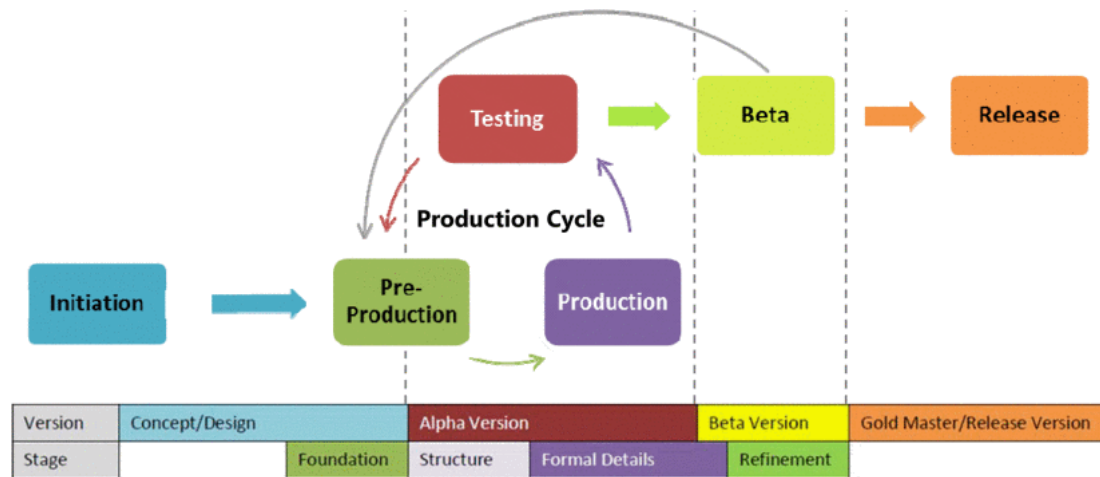 Testing
Beta
Release
Production Cycle
Initiation
Pre-
Production
Production
Version
Concept/Design
Alpha Version
Beta Version
Gold Master/Release Version
Stage
Foundation
Structure
Formal Details
Refinement